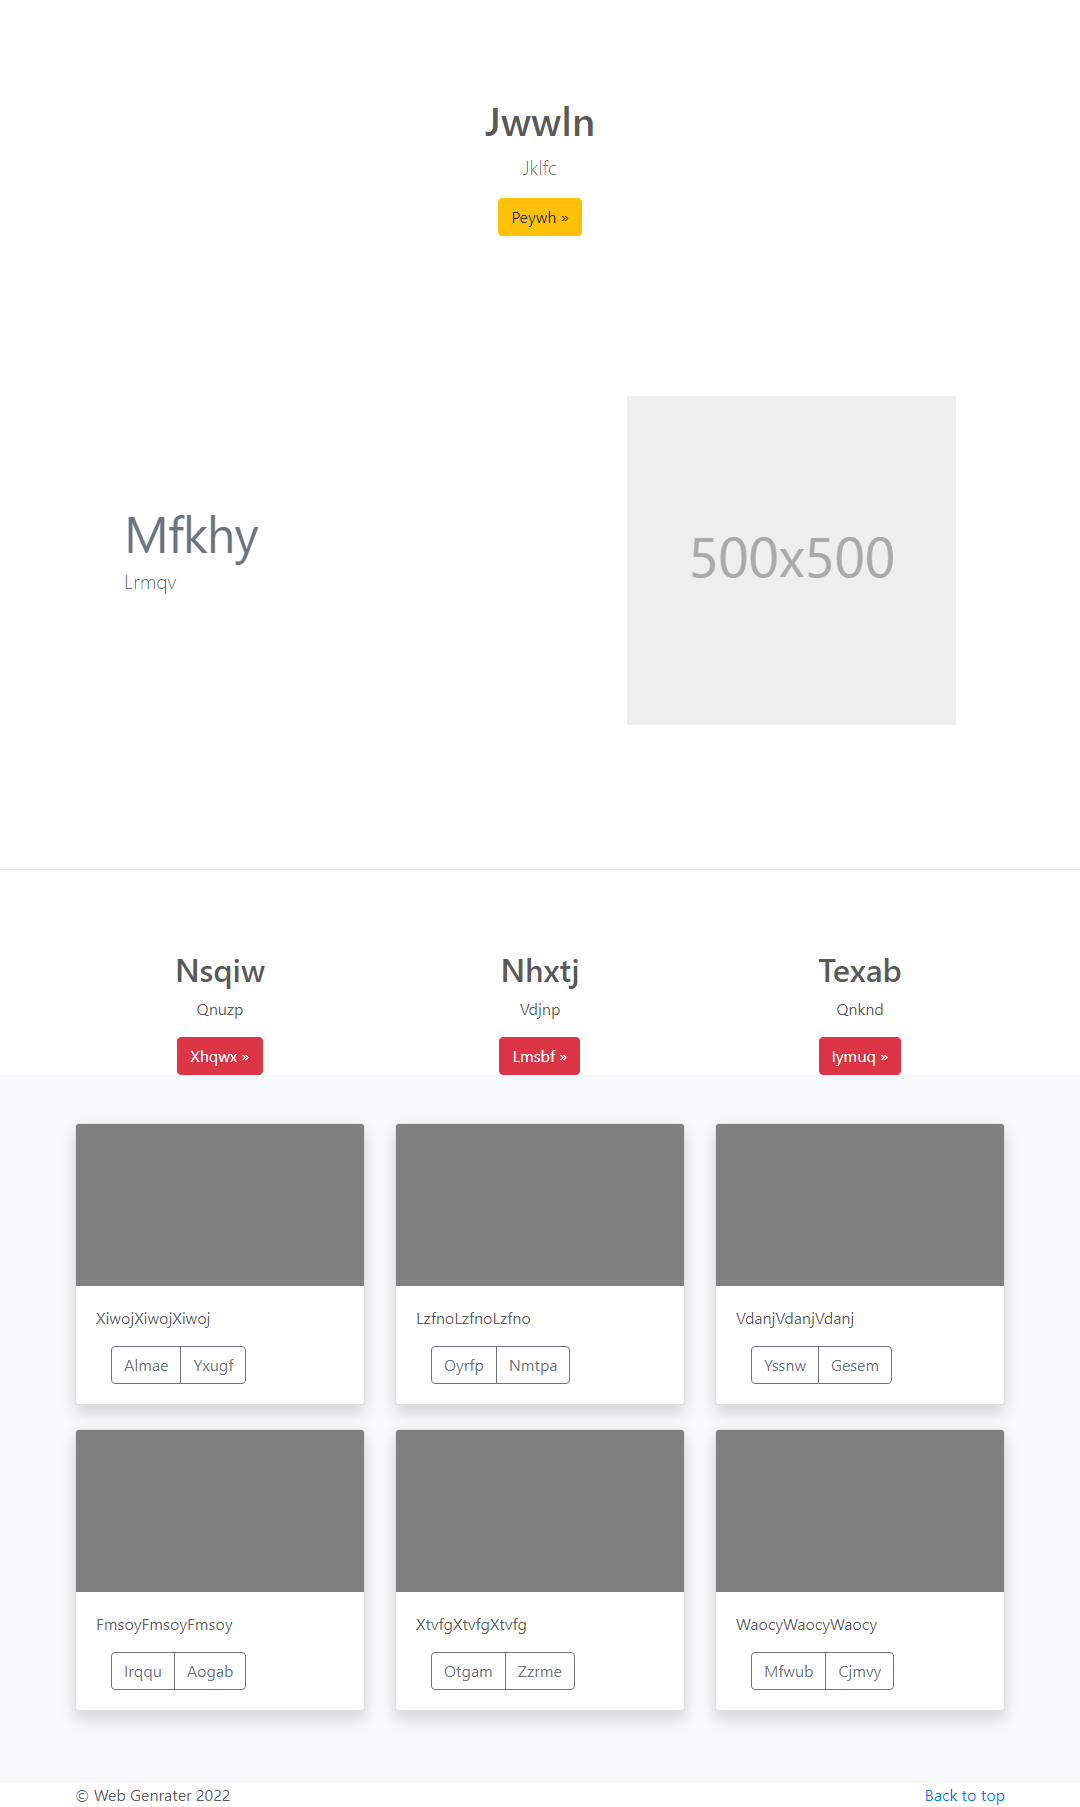 Jwwln
Jklfc
Peywh »
Mfkhy
Lrmqv
500x500
Nsqiw
Qnuzp
Xhqwx »
Nhxtj
Vdjnp
Lmsbf »
Texab
Qnknd
Iymuq »
XiwojXiwojXiwoj
Almae Yxugf
LzfnoLzfnoLzfno
Oyrfp Nmtpa
VdanjVdanjVdanj
Yssnw Gesem
FmsoyFmsoyFmsoy
Irqqu Aogab
XtvfgXtvfgXtvfg
Otgam Zzrme
WaocyWaocyWaocy
Mfwub Cjmvy
© Web Genrater 2022
Back to top